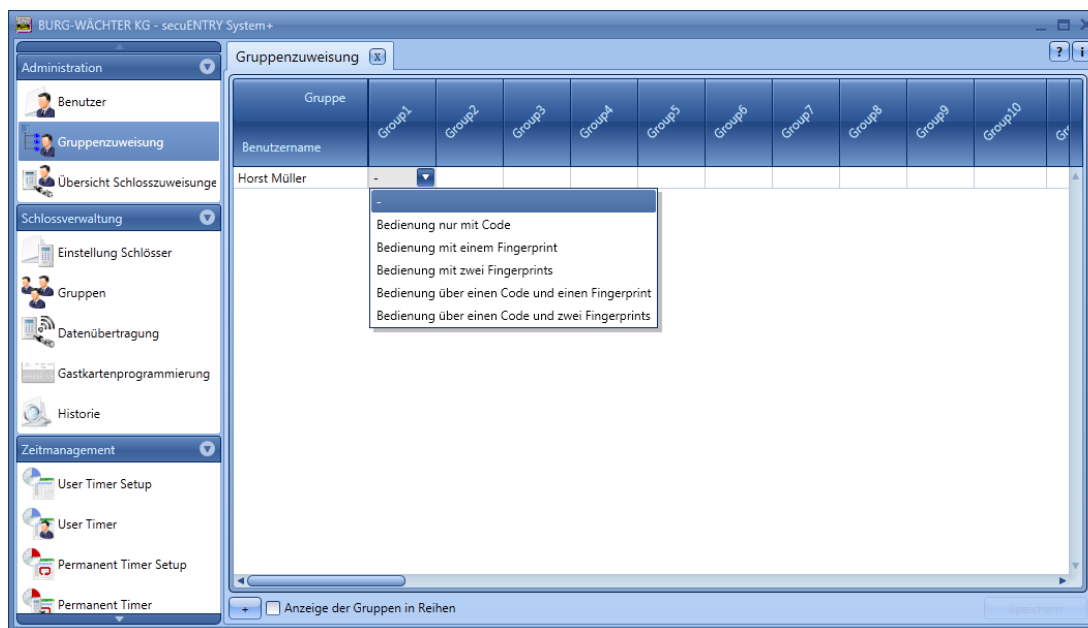 BURG-WÄCHTER KG - secuENTRY System+
Administration
Benutzer
Gruppenzuweisung
Übersicht Schlosszuweisunge
Schlossverwaltung
Einstellung Schlösser
Gruppen
Datenübertragung
Gastkartenprogrammierung
Historie
Zeitmanagement
User Timer Setup
User Timer
Permanent Timer Setup
Permanent Timer
Gruppenzuweisung x
? i
Gruppe
Benutzername
Group1 Group2 Group3 Group4 Group5 Group6 Group7 Group8 Group9 Group10 Gr
Horst Müller -
-
Bedienung nur mit Code
Bedienung mit einem Fingerprint
Bedienung mit zwei Fingerprints
Bedienung über einen Code und einen Fingerprint
Bedienung über einen Code und zwei Fingerprints
+ Anzeige der Gruppen in Reihen
Speichern